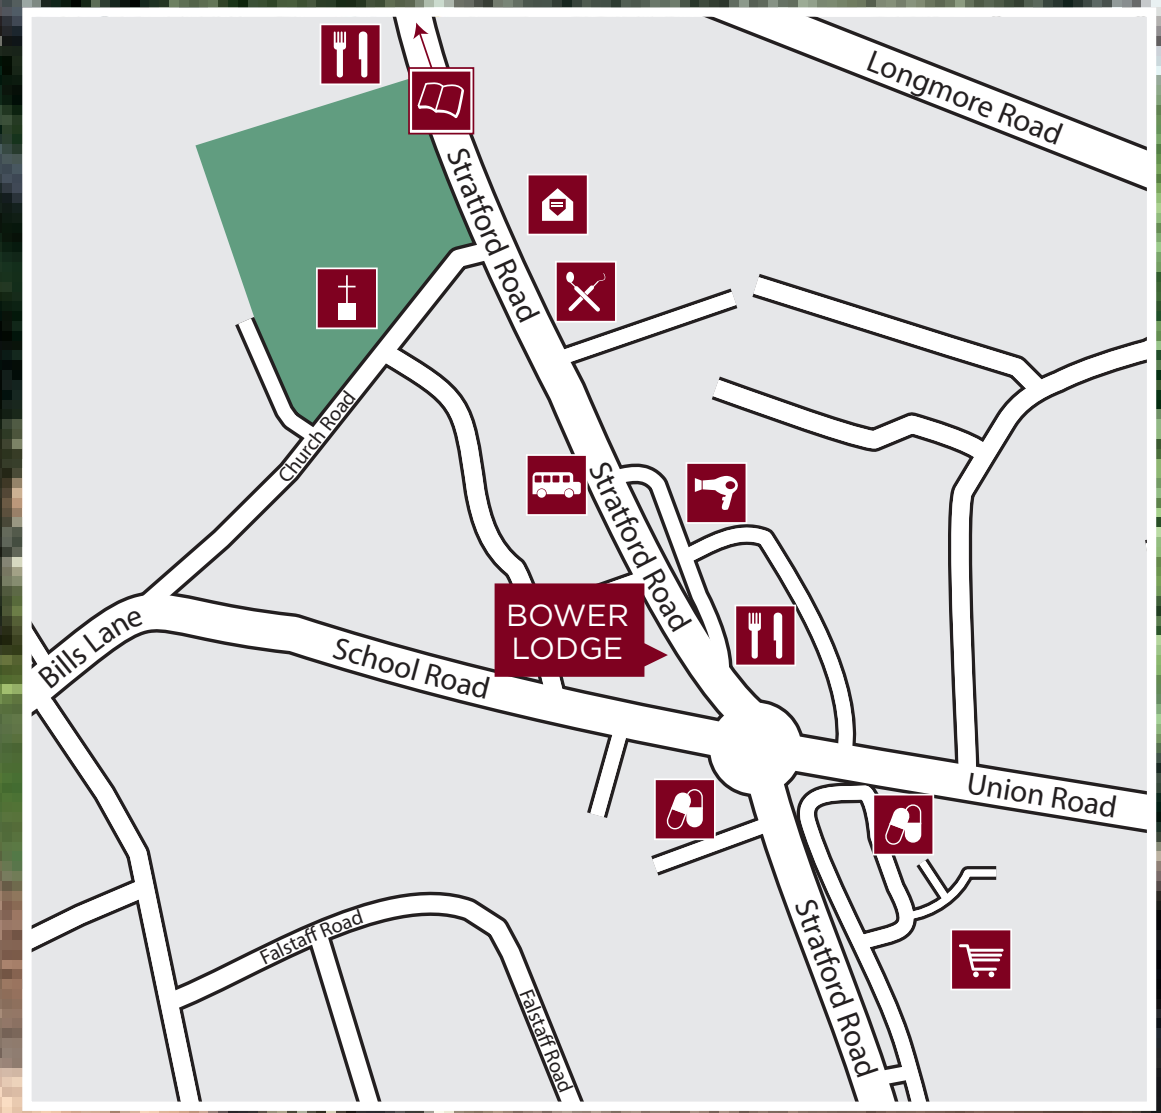 Longmore Road
Stratford Road
Church Road
Stratford Road
BOWER
LODGE
Bills Lane
School Road
Union Road
Stratford Road
Falstaff Road
Falstaff Road